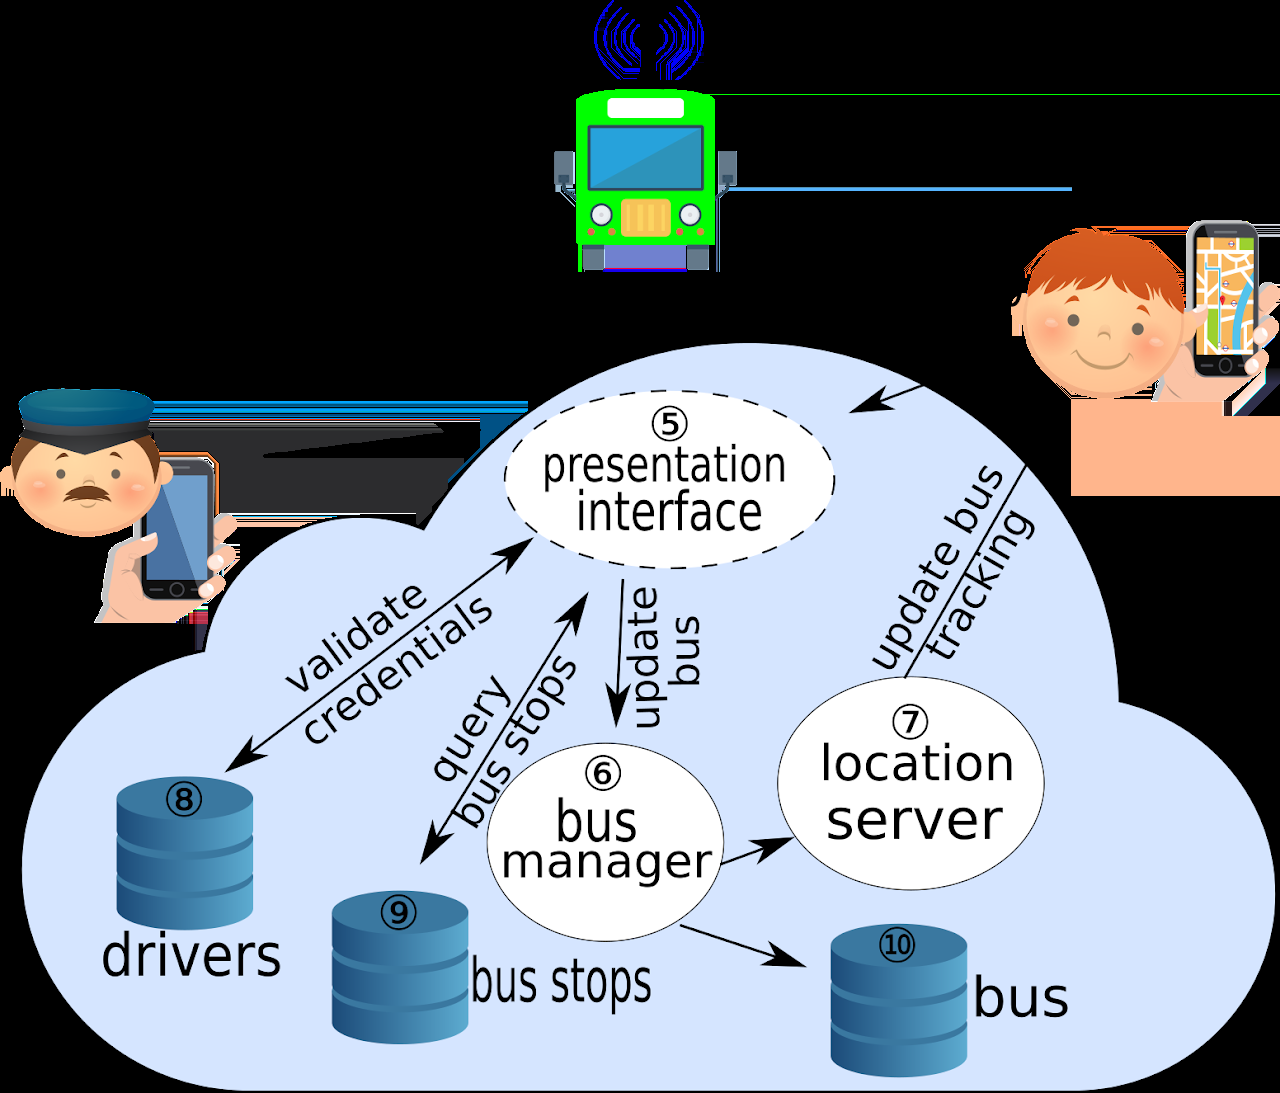 ⑤
presentation
interface
validate
credentials
query
bus stops
update
bus
update bus
tracking
⑥
bus
manager
⑦
location
server
⑧
drivers
⑨
bus stops
⑩
bus